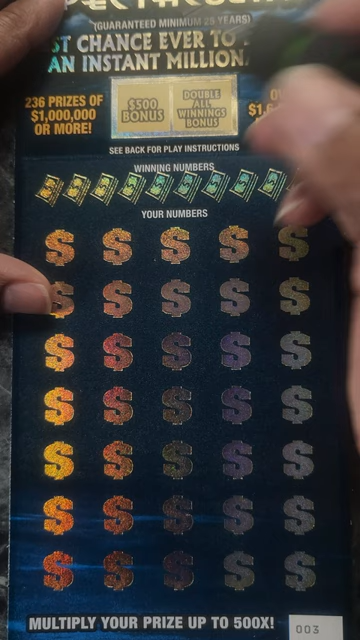 (GUARANTEED MINIMUM 25 YEARS)
CHANCE EVER TO
AN INSTANT
236 PRIZES OF
$1,000,000
OR MORE!
$500
BONUS
DOUBLE
ALL
WINNINGS
BONUS
SEE BACK FOR PLAY INSTRUCTIONS
WINNING NUMBERS
YOUR NUMBERS
$ $ $ $ $
$ $ $ $ $
$ $ $ $ $
$ $ $ $ $
$ $ $ $ $
$ $ $ $ $
$ $ $ $ $
MULTIPLY YOUR PRIZE UP TO 500X!
003